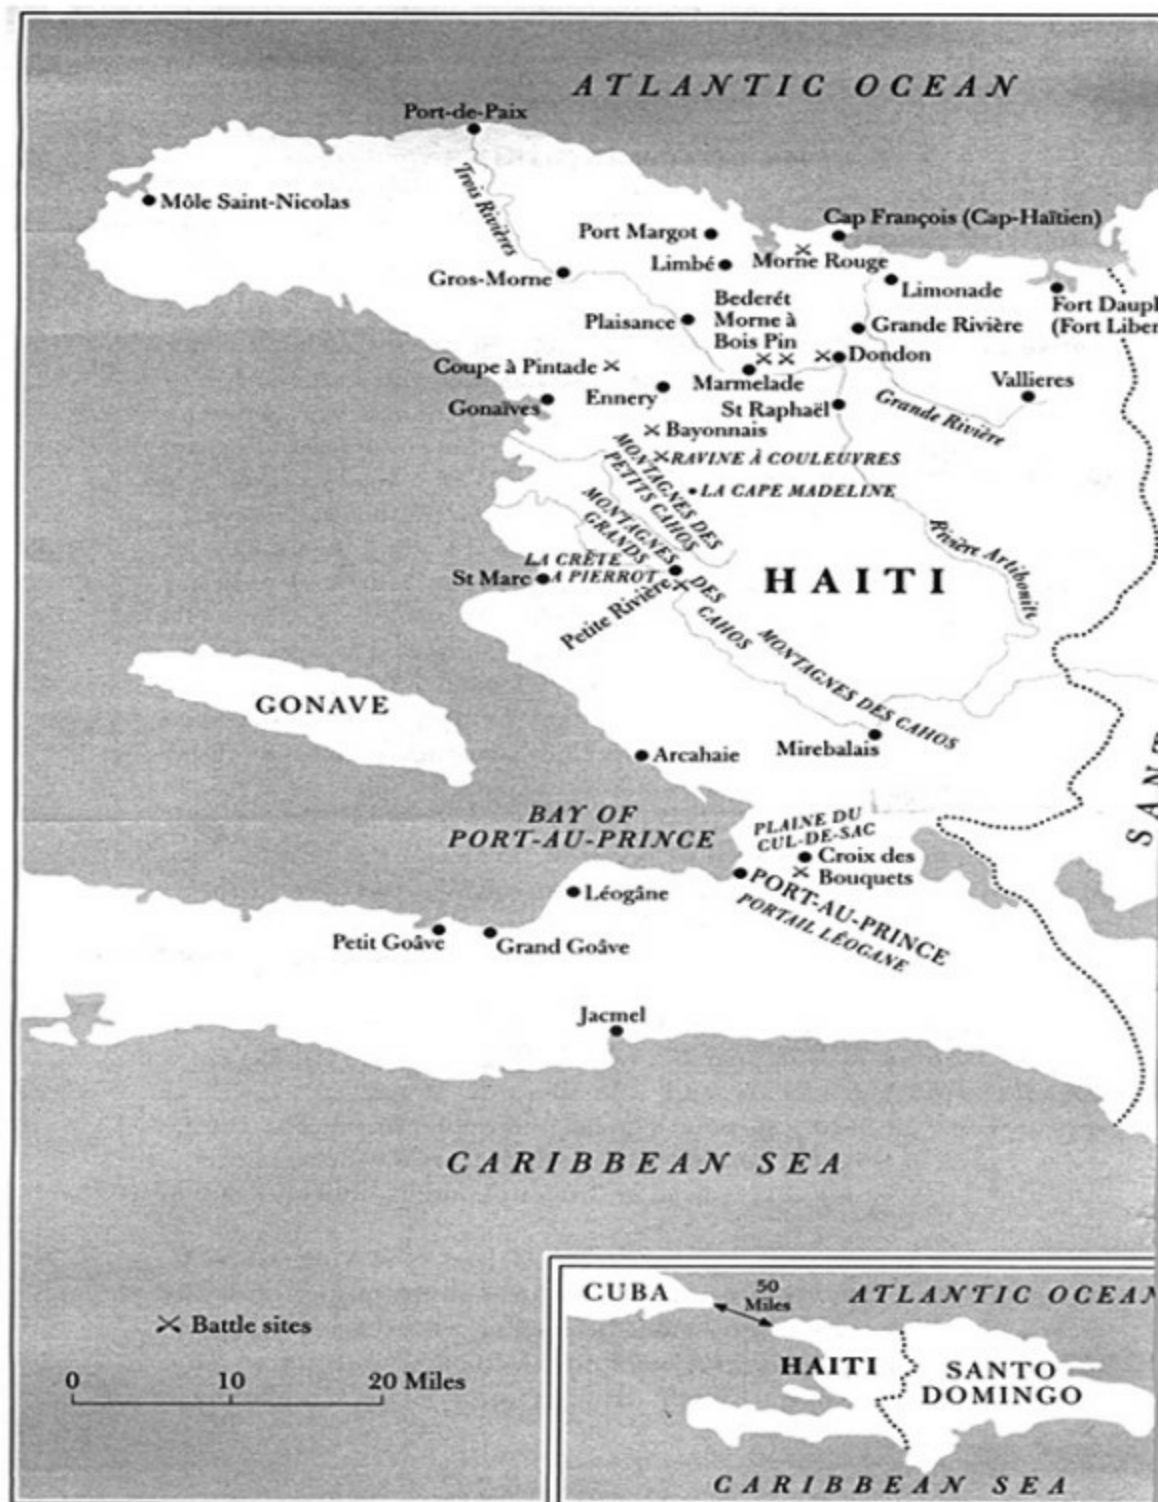 ATLANTIC OCEAN
Port-de-Paix
Trois Rivières
Môle Saint-Nicolas
Port Margot
Cap François (Cap-Haïtien)
Limbé
Morne Rouge
Gros-Morne
Limonade
Fort Dauph
(Fort Liber
Bederét
Morne à
Bois Pin
Plaisance
Grande Rivière
Coupe à Pintade
Dondon
Marmelade
Vallieres
Ennery
Gonaïves
St Raphaël
Grande Rivière
Bayonnais
RAVINE À COULEUVRES
MONTAGNES DES
PETITS CAHOS
LA CAPE MADELINE
MONTAGNES DES
GRANDS CAHOS
Rivière Artibonite
LA CRÊTE
A PIERROT
St Marc
HAITI
Petite Rivière
MONTAGNES DES CAHOS
GONAVE
Arcahaie
Mirebalais
BAY OF
PORT-AU-PRINCE
PLAINE DU
CUL-DE-SAC
Croix des
Bouquets
SANT
Léogâne
PORT-AU-PRINCE
PORTAIL LÉOGANE
Petit Goâve
Grand Goâve
Jacmel
CARIBBEAN SEA
Battle sites
0 10 20 Miles
CUBA
50
Miles
ATLANTIC OCEAN
HAITI
SANTO
DOMINGO
CARIBBEAN SEA